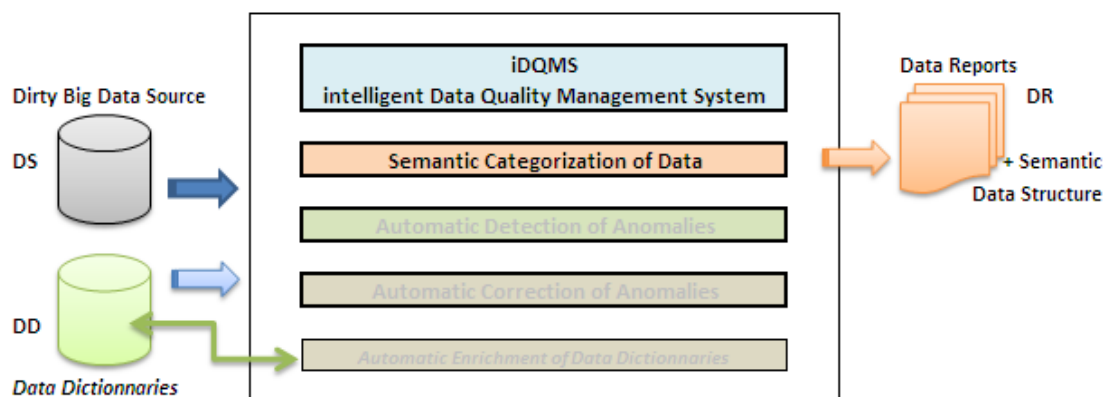 Dirty Big Data Source
DS
DD
Data Dictionnaries
iDQMS
intelligent Data Quality Management System
Semantic Categorization of Data
Automatic Detection of Anomalies
Automatic Correction of Anomalies
Automatic Enrichment of Data Dictionnaries
Data Reports
DR
+ Semantic
Data Structure